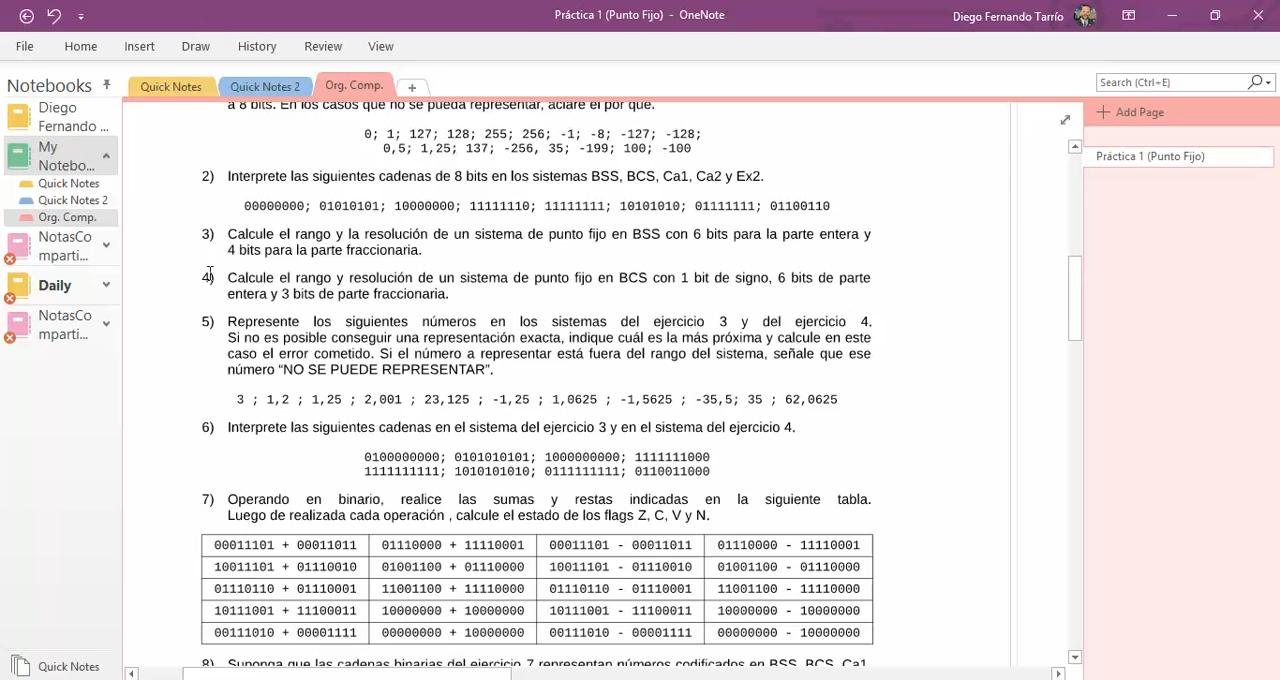 Práctica 1 (Punto Fijo) - OneNote
Diego Fernando Tarrío
File Home Insert Draw History Review View
Notebooks
Quick Notes Quick Notes 2 Org. Comp.
Search (Ctrl+E)
Diego
Fernando ...
My
Notebo...
Quick Notes
Quick Notes 2
Org. Comp.
NotasCo
mparti...
Daily
NotasCo
mparti...
Quick Notes
a 8 bits. En los casos que no se pueda representar, aclare el por qué.
0; 1; 127; 128; 255; 256; -1; -8; -127; -128;
0,5; 1,25; 137; -256, 35; -199; 100; -100
2) Interprete las siguientes cadenas de 8 bits en los sistemas BSS, BCS, Ca1, Ca2 y Ex2.
00000000; 01010101; 10000000; 11111110; 11111111; 10101010; 01111111; 01100110
3) Calcule el rango y la resolución de un sistema de punto fijo en BSS con 6 bits para la parte entera y
4 bits para la parte fraccionaria.
4) Calcule el rango y resolución de un sistema de punto fijo en BCS con 1 bit de signo, 6 bits de parte
entera y 3 bits de parte fraccionaria.
5) Represente los siguientes números en los sistemas del ejercicio 3 y del ejercicio 4.
Si no es posible conseguir una representación exacta, indique cuál es la más próxima y calcule en este
caso el error cometido. Si el número a representar está fuera del rango del sistema, señale que ese
número “NO SE PUEDE REPRESENTAR”.
3 ; 1,2 ; 1,25 ; 2,001 ; 23,125 ; -1,25 ; 1,0625 ; -1,5625 ; -35,5; 35 ; 62,0625
6) Interprete las siguientes cadenas en el sistema del ejercicio 3 y en el sistema del ejercicio 4.
0100000000; 0101010101; 1000000000; 1111111000
1111111111; 1010101010; 0111111111; 0110011000
7) Operando en binario, realice las sumas y restas indicadas en la siguiente tabla.
Luego de realizada cada operación , calcule el estado de los flags Z, C, V y N.
00011101 + 00011011 01110000 + 11110001 00011101 - 00011011 01110000 - 11110001
10011101 + 01110010 01001100 + 01110000 10011101 - 01110010 01001100 - 01110000
01110110 + 01110001 11001100 + 11110000 01110110 - 01110001 11001100 - 11110000
10111001 + 11100011 10000000 + 10000000 10111001 - 11100011 10000000 - 10000000
00111010 + 00001111 00000000 + 10000000 00111010 - 00001111 00000000 - 10000000
8) Suponga que las cadenas binarias del ejercicio 7 representan números codificados en BSS, BCS, Ca1,
Add Page
Práctica 1 (Punto Fijo)